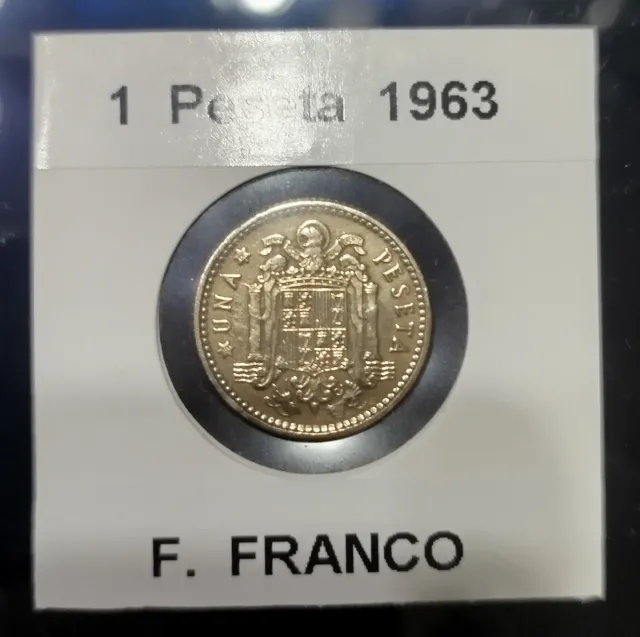 1 Peseta 1963
UNA PESETA
F. FRANCO